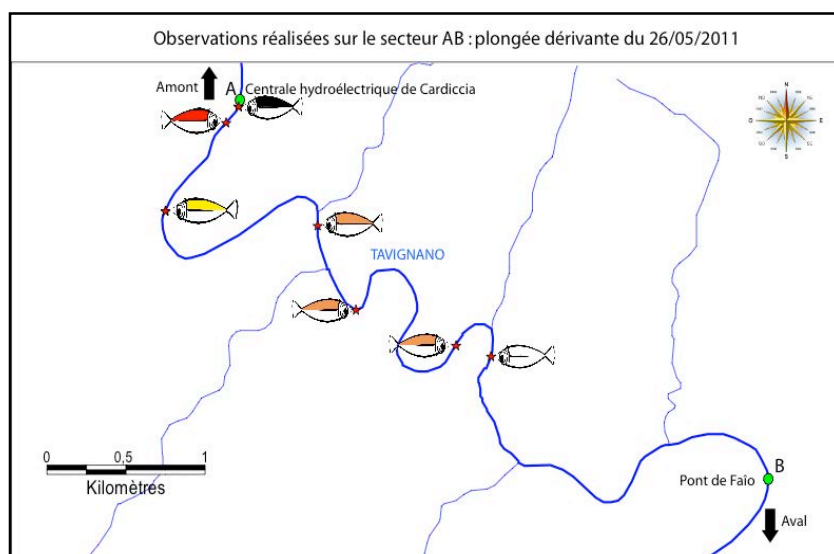 Observations réalisées sur le secteur AB : plongée dérivante du 26/05/2011
Amont
A
Centrale hydroélectrique de Cardiccia
N
O
E
S
TAVIGNANO
0 0,5 1
Kilomètres
B
Pont de Faîo
Aval